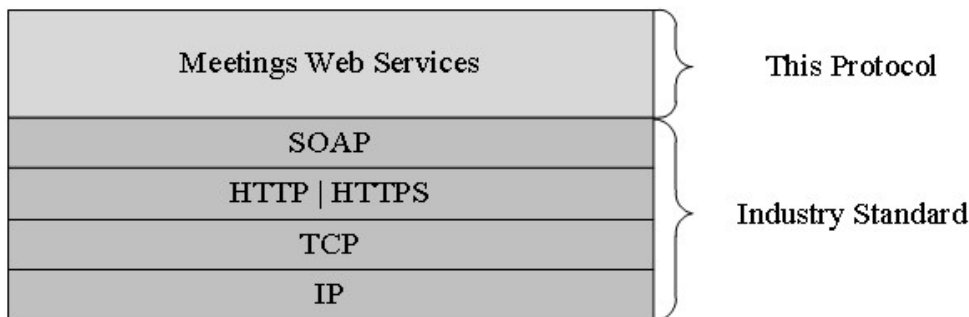 Meetings Web Services
This Protocol
SOAP
HTTP | HTTPS
Industry Standard
TCP
IP